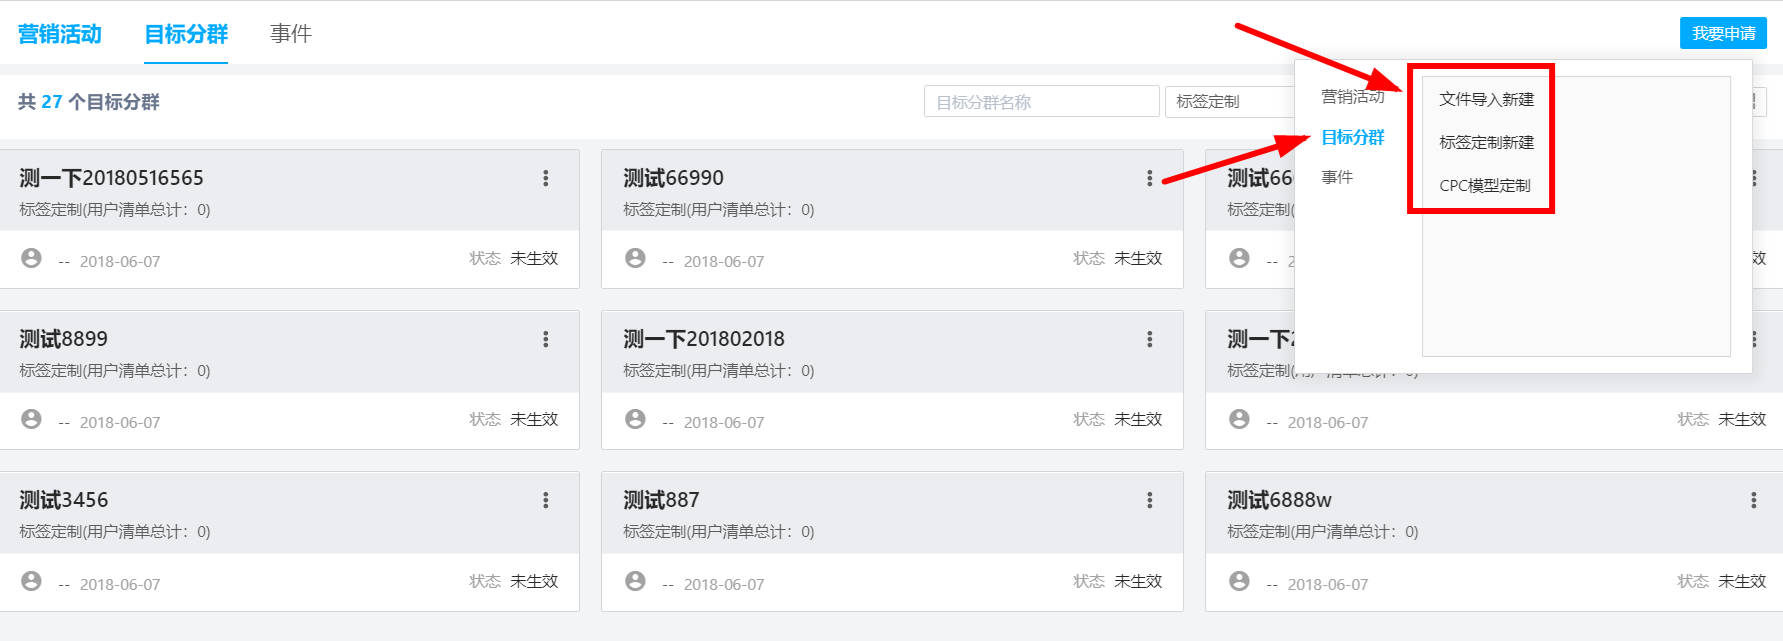 营销活动 目标分群 事件 我要申请
共 27 个目标分群 目标分群名称 标签定制
营销活动 文件导入新建
目标分群 标签定制新建
事件 CPC模型定制
测一下20180516565
标签定制(用户清单总计：0)
-- 2018-06-07 状态 未生效
测试66990
标签定制(用户清单总计：0)
-- 2018-06-07 状态 未生效
测试66
标签定制(
-- 2 效
测试8899
标签定制(用户清单总计：0)
-- 2018-06-07 状态 未生效
测一下201802018
标签定制(用户清单总计：0)
-- 2018-06-07 状态 未生效
测一下2
标签定制(用户清单总计：0)
-- 2018-06-07 状态 未生效
测试3456
标签定制(用户清单总计：0)
-- 2018-06-07 状态 未生效
测试887
标签定制(用户清单总计：0)
-- 2018-06-07 状态 未生效
测试6888w
标签定制(用户清单总计：0)
-- 2018-06-07 状态 未生效